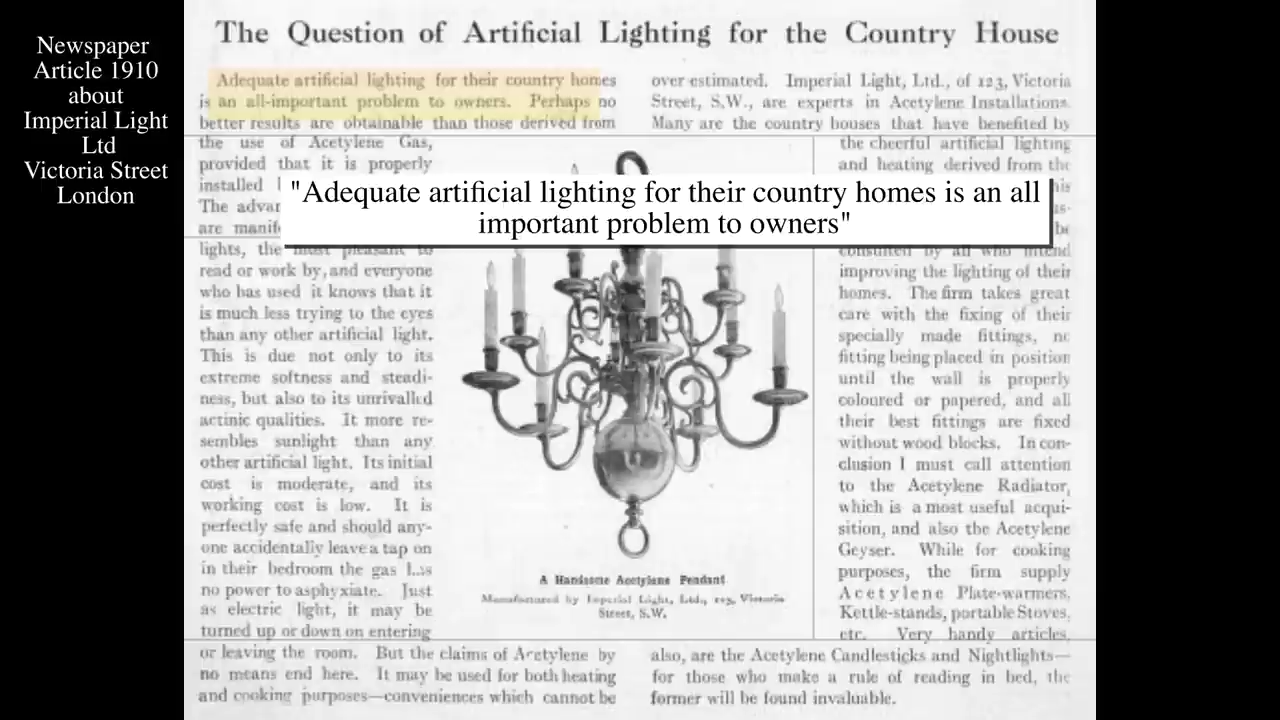 Newspaper
Article 1910
about
Imperial Light
Ltd
Victoria Street
London
The Question of Artificial Lighting for the Country House
Adequate artificial lighting for their country homes
is an all-important problem to owners. Perhaps no
better results are obtainable than those derived from
the use of Acetylene Gas,
provided that it is properly
installed
The
are
lights, the most pleasant to
read or work by, and everyone
who has used it knows that it
is much less trying to the eyes
than any other artificial light.
This is due not only to its
extreme softness and steadi-
ness, but also to its unrivalled
actinic qualities. It more re-
sembles sunlight than any
other artificial light. Its initial
cost is moderate, and its
working cost is low. It is
perfectly safe and should any-
one accidentally leave a tap on
in their bedroom the gas has
no power to asphyxiate. Just
as electric light, it may be
turned up or down on entering
or leaving the room. But the claims of Acetylene by
no means end here. It may be used for both heating
and cooking purposes—conveniences which cannot be
"Adequate artificial lighting for their country homes is an all
important problem to owners"
A Handsome Acetylene Pendant
Manufactured by Imperial Light, Ltd., 123, Victoria
Street, S.W.
over-estimated. Imperial Light, Ltd., of 123, Victoria
Street, S.W., are experts in Acetylene Installations.
Many are the country houses that have benefited by
the cheerful artificial lighting
and heating derived from the
be
consulted by all who intend
improving the lighting of their
homes. The firm takes great
care with the fixing of their
specially made fittings, no
fitting being placed in position
until the wall is properly
coloured or papered, and all
their best fittings are fixed
without wood blocks. In con-
clusion I must call attention
to the Acetylene Radiator,
which is a most useful acqui-
sition, and also the Acetylene
Geyser. While for cooking
purposes, the firm supply
Acetylene Plate-warmers,
Kettle-stands, portable Stoves,
etc. Very handy articles,
also, are the Acetylene Candlesticks and Nightlights—
for those who make a rule of reading in bed, the
former will be found invaluable.